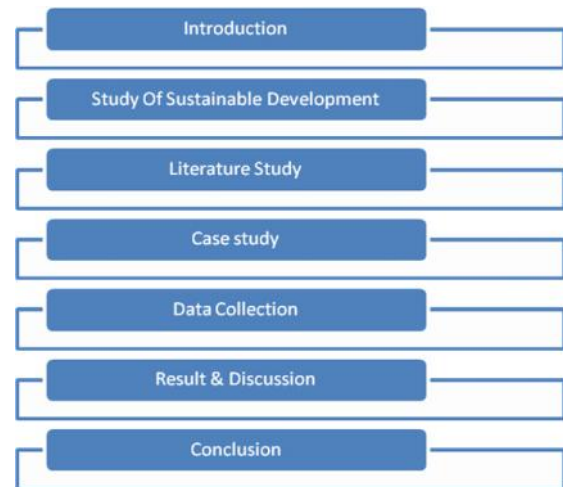 Introduction
Study Of Sustainable Development
Literature Study
Case study
Data Collection
Result & Discussion
Conclusion